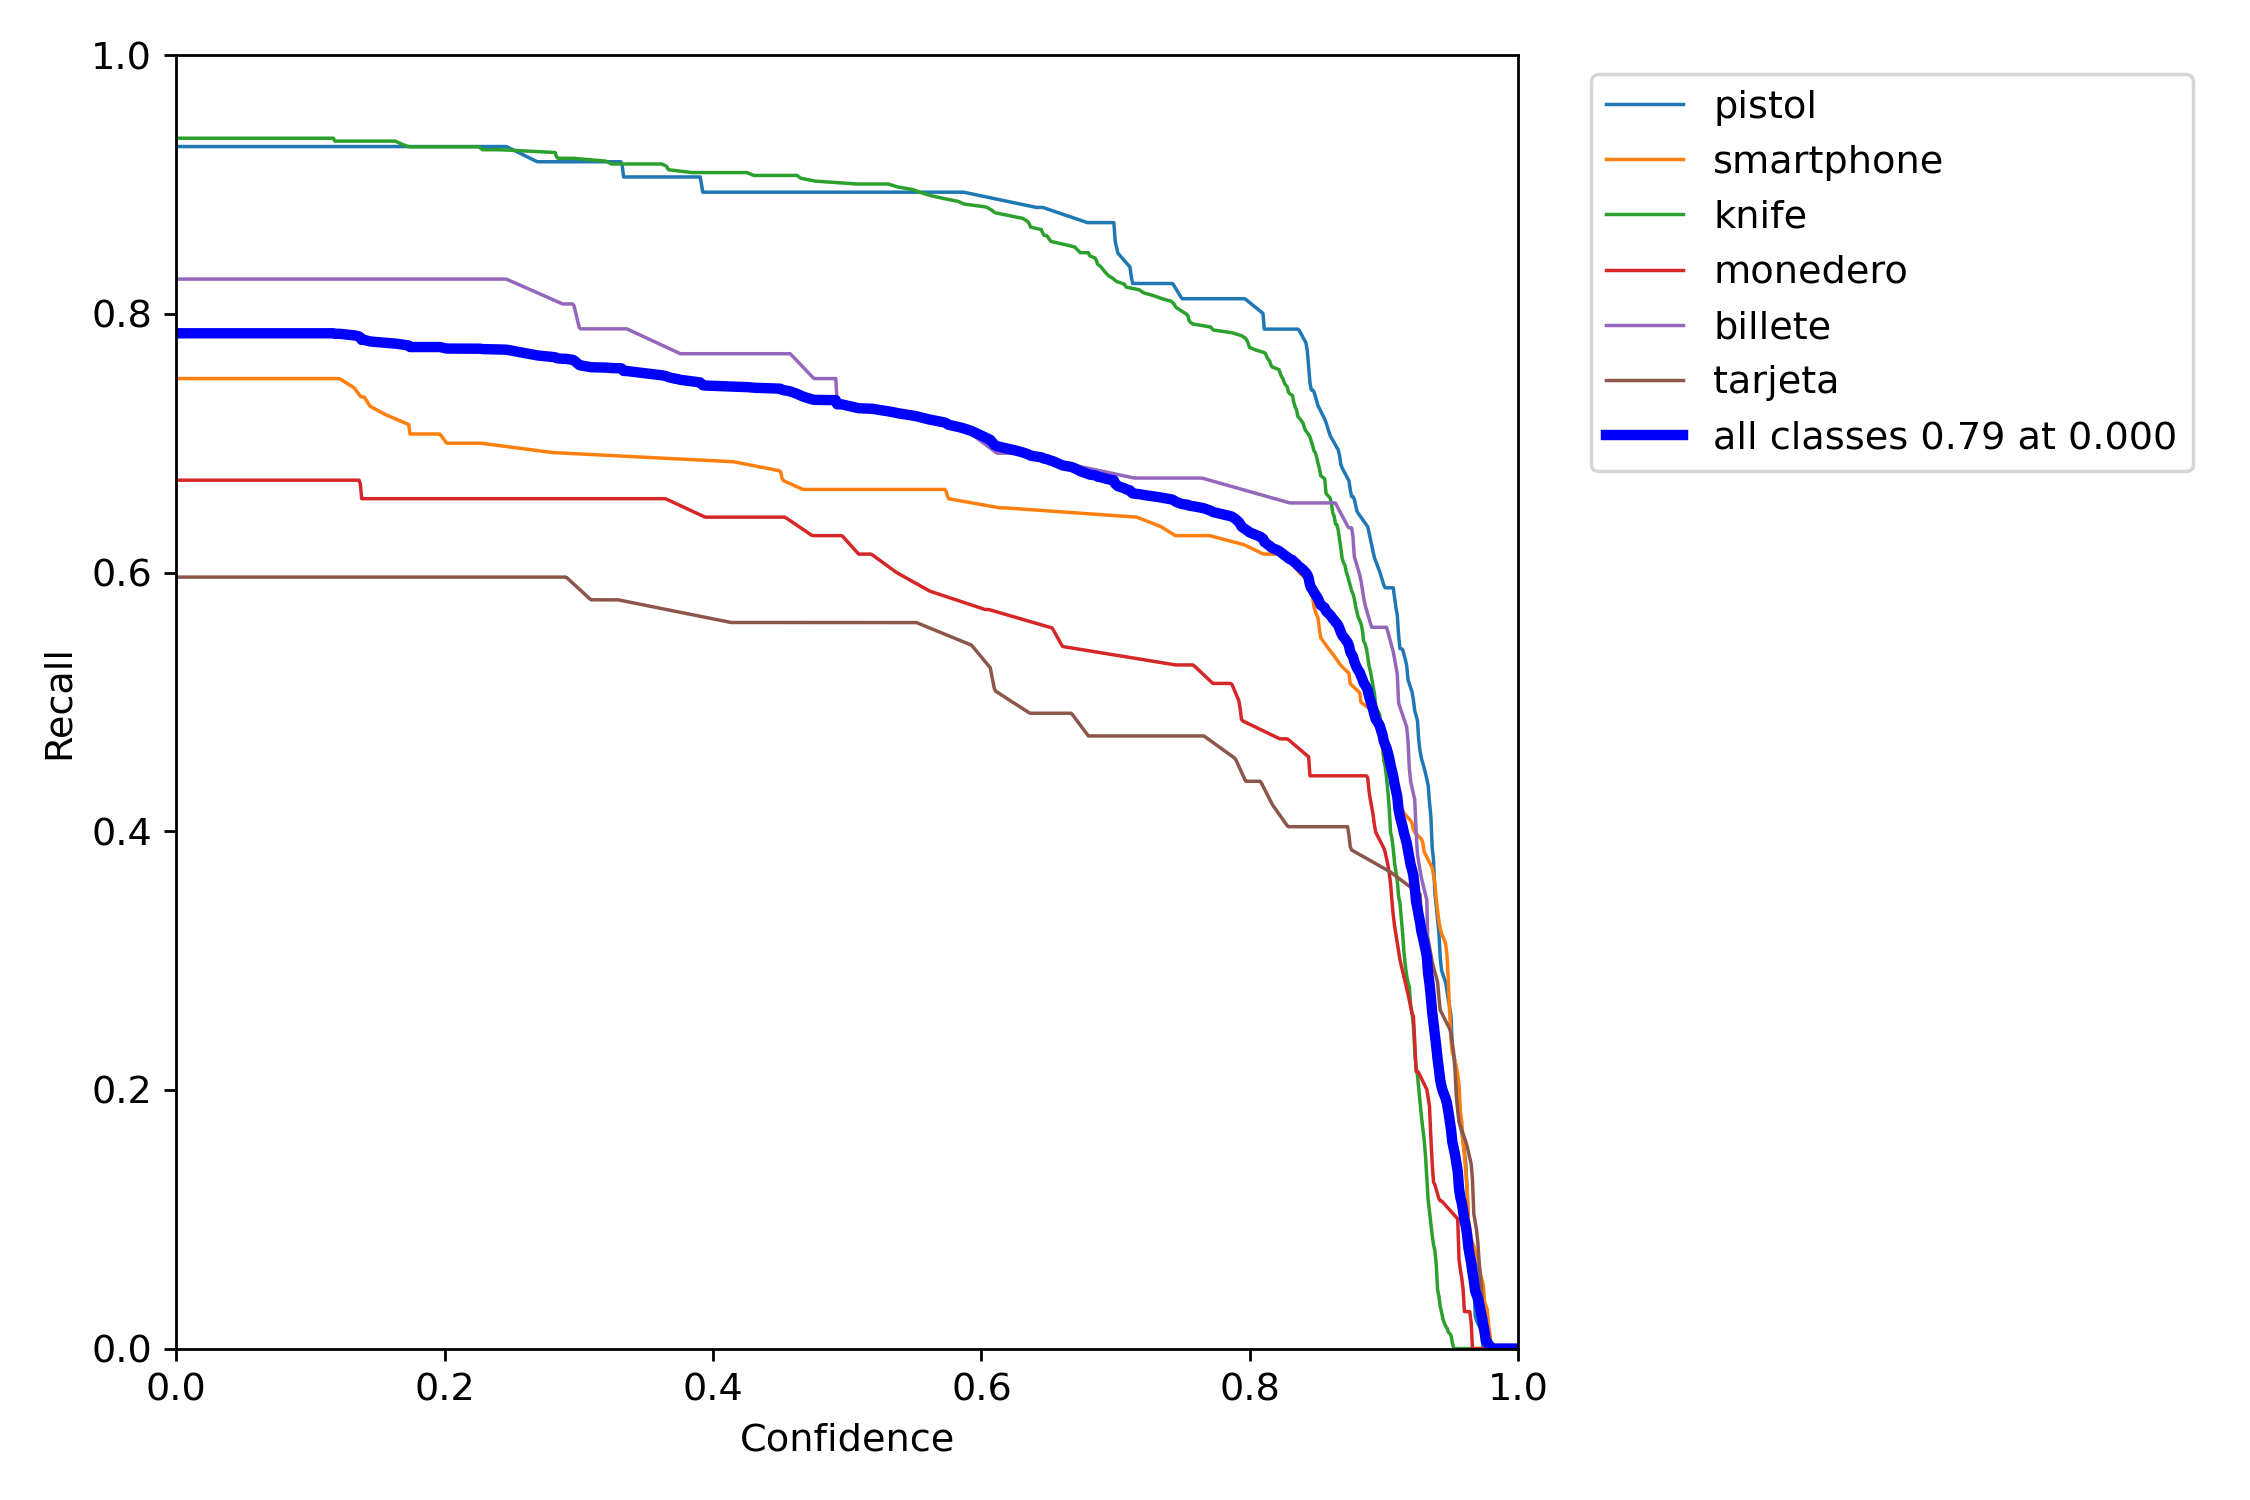 1.0
0.8
0.6
0.4
0.2
0.0
Recall
0.0 0.2 0.4 0.6 0.8 1.0
Confidence
pistol
smartphone
knife
monedero
billete
tarjeta
all classes 0.79 at 0.000